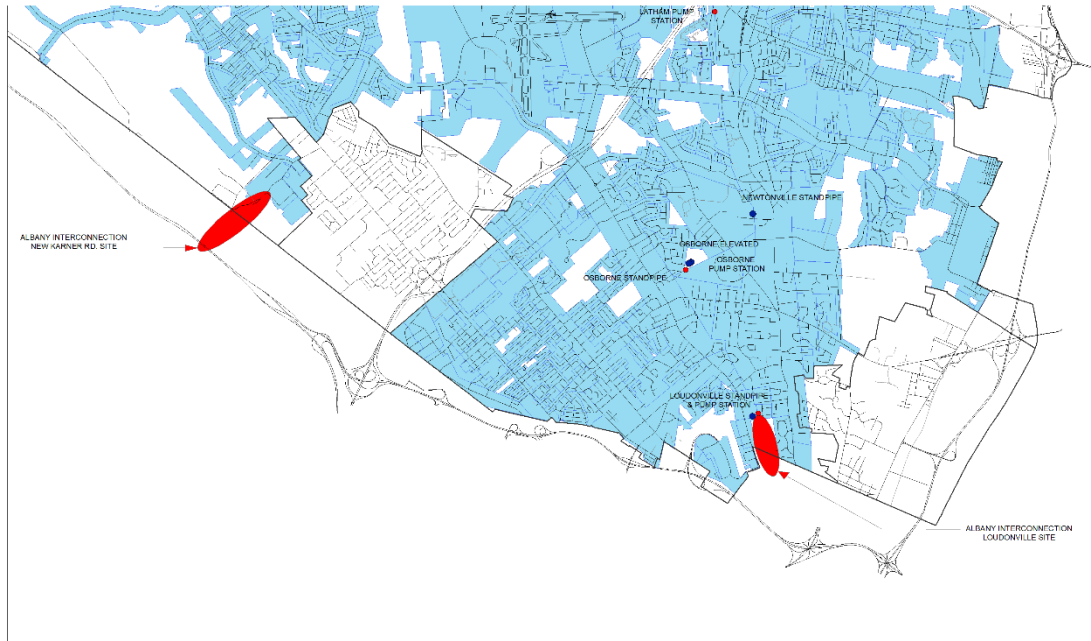 LATHAM PUMP
STATION
NEWTONVILLE STANDPIPE
ALBANY INTERCONNECTION
NEW KARNER RD. SITE
OSBORNE ELEVATED
OSBORNE
PUMP STATION
OSBORNE STANDPIPE
LOUDONVILLE STANDPIPE
& PUMP STATION
ALBANY INTERCONNECTION
LOUDONVILLE SITE